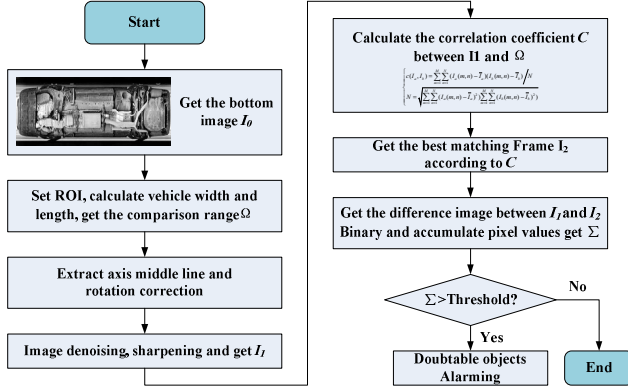 Start
Get the bottom
image I₀
Set ROI, calculate vehicle width and
length, get the comparison range Ω
Extract axis middle line and
rotation correction
Image denoising, sharpening and get I₁
Calculate the correlation coefficient C
between I1 and Ω
Get the best matching Frame I₂
according to C
Get the difference image between I₁ and I₂
Binary and accumulate pixel values get Σ
Σ>Threshold?
No
Yes
Doubtable objects
Alarming
End